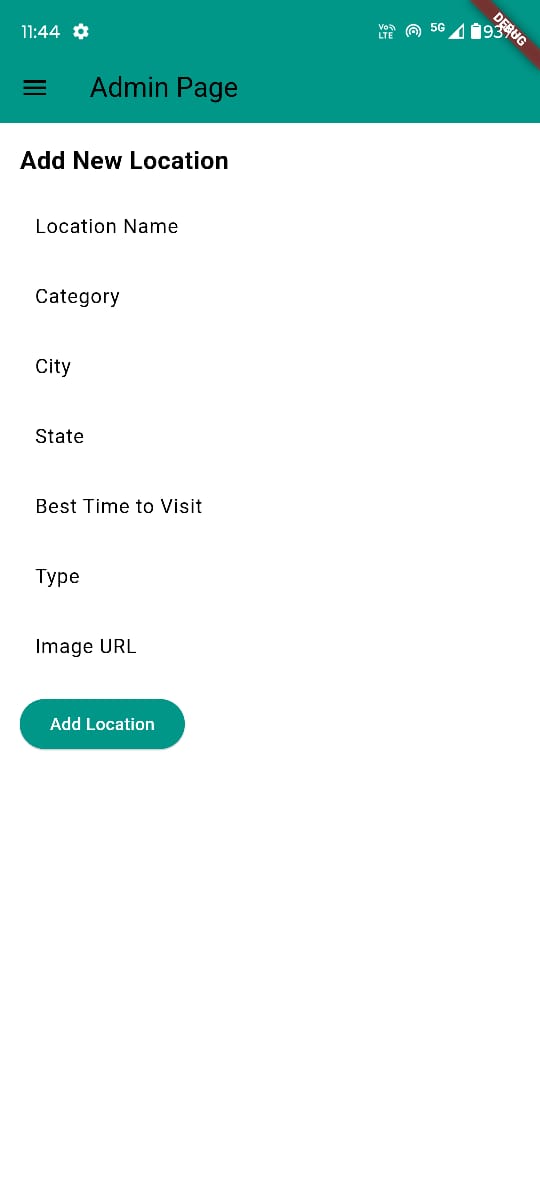 11:44
Vo
LTE
5G
DEBUG
Admin Page
Add New Location
Location Name
Category
City
State
Best Time to Visit
Type
Image URL
Add Location